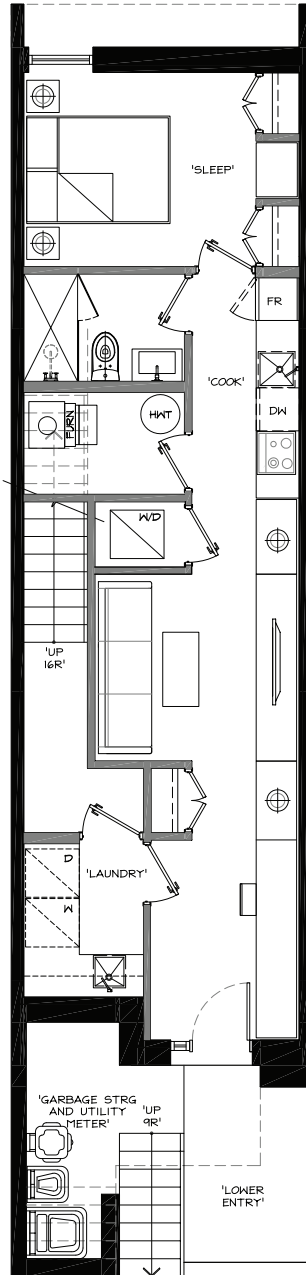 'SLEEP'
FR
'COOK'
DW
FURN
HWT
W/D
'UP
16R'
D
'LAUNDRY'
W
'GARBAGE STRG
AND UTILITY
METER'
'UP
9R'
'LOWER
ENTRY'